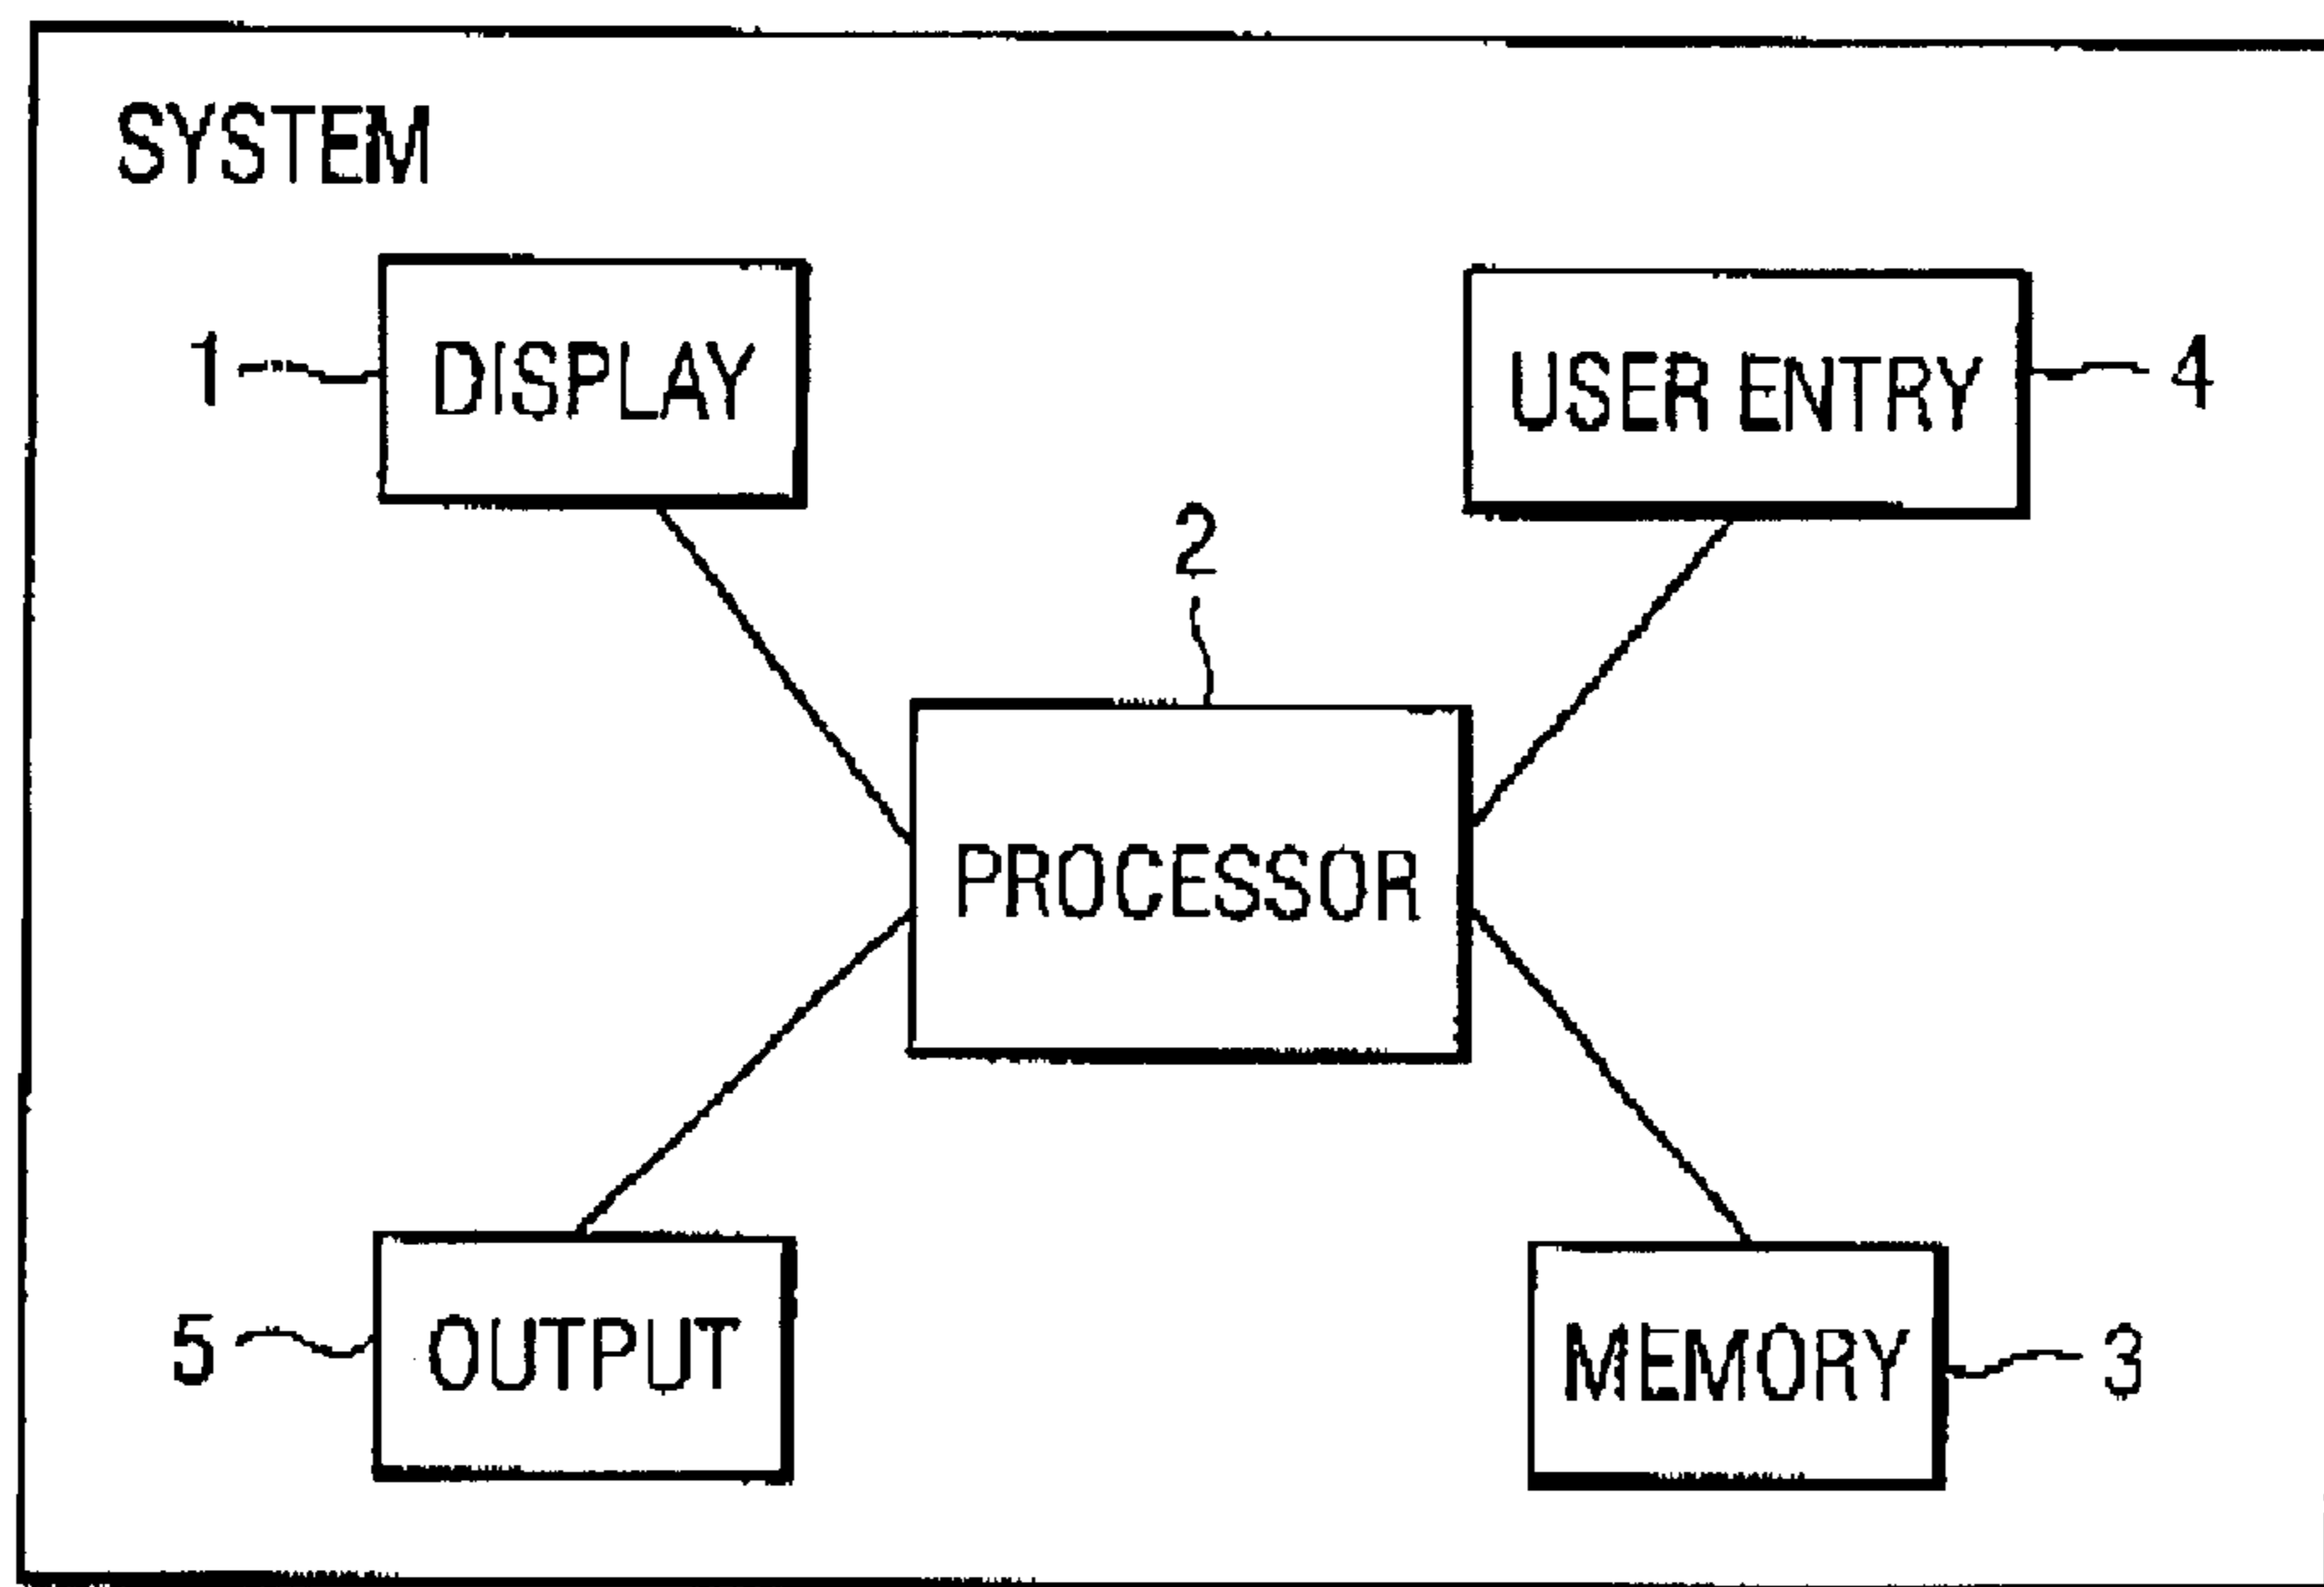 SYSTEM
1 DISPLAY
USER ENTRY 4
2
PROCESSOR
5 OUTPUT
MEMORY 3